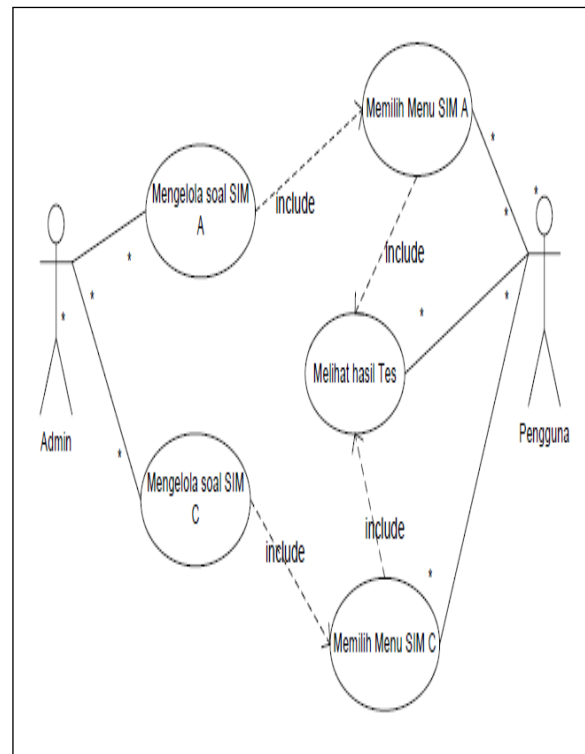 Memilih Menu SIM A
Mengelola soal SIM
A
include
*
*
*
include
*
*
*
*
*
Melihat hasil Tes
Admin
Pengguna
*
Mengelola soal SIM
C
include
include
*
Memilih Menu SIM C